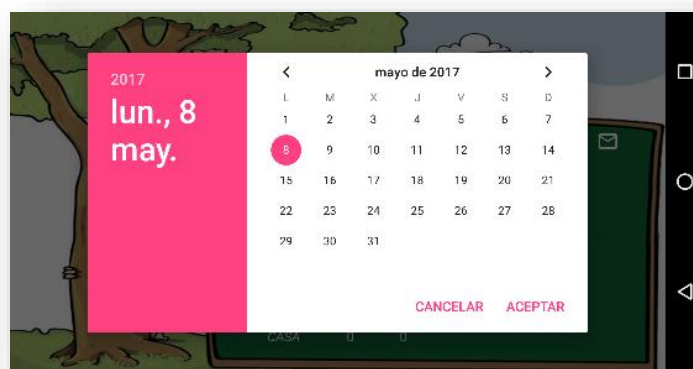 2017
lun., 8
may.
mayo de 2017
L M X J V S D
1 2 3 4 5 6 7
8 9 10 11 12 13 14
15 16 17 18 19 20 21
22 23 24 25 26 27 28
29 30 31
CANCELAR ACEPTAR
CASA 0 0